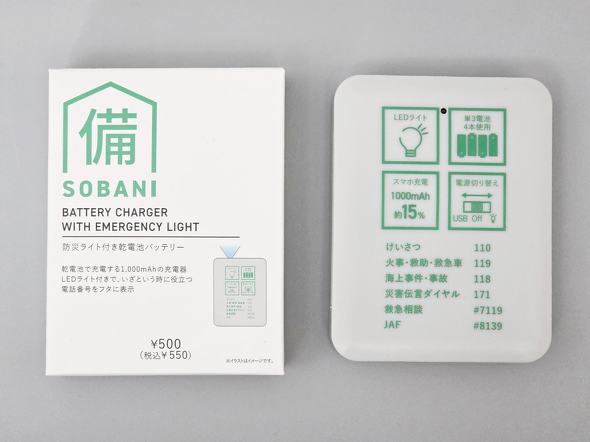 備
SOBANI
BATTERY CHARGER
WITH EMERGENCY LIGHT
防災ライト付き乾電池バッテリー
乾電池で充電する1,000mAhの充電器
LEDライト付きで、いざという時に役立つ
電話番号をフタに表示
¥500
(税込¥550)
※イラストはイメージです。
LEDライト
単3電池
4本使用
スマホ充電
1000mAh
約15%
電源切り替え
USB Off
けいさつ 110
火事・救助・救急車 119
海上事件・事故 118
災害伝言ダイヤル 171
救急相談 #7119
JAF #8139